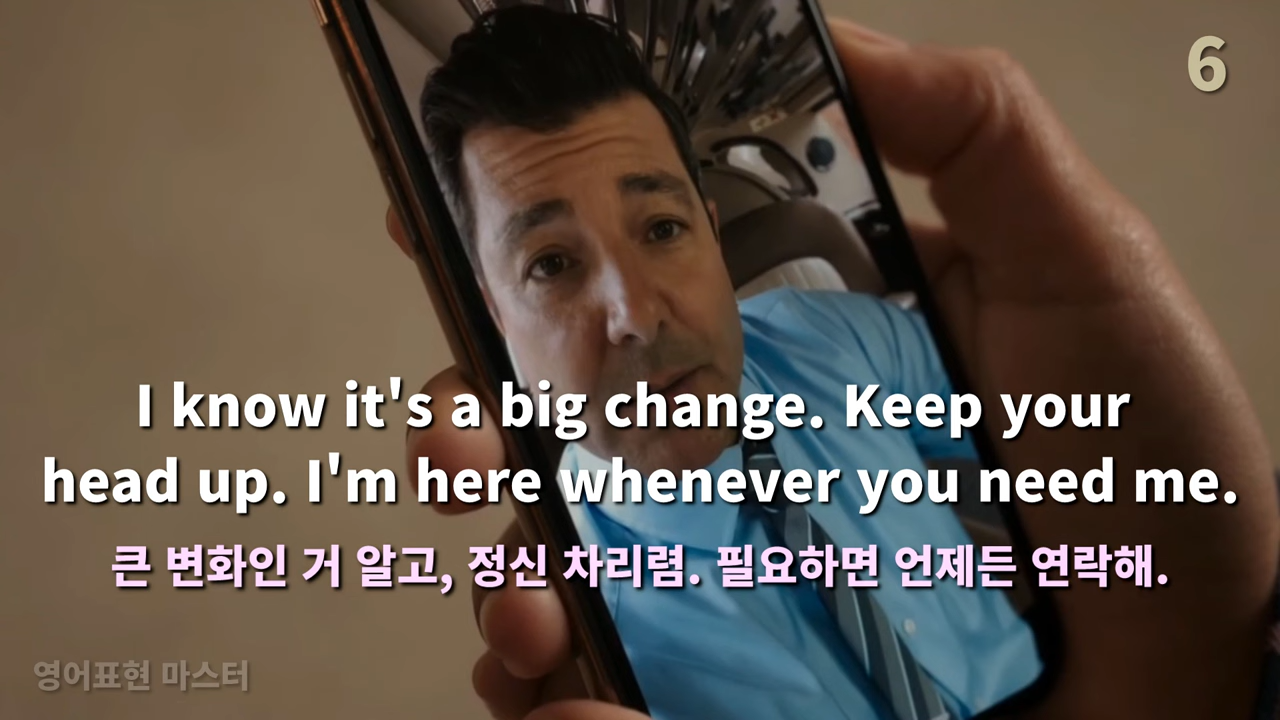 6
I know it's a big change. Keep your
head up. I'm here whenever you need me.
큰 변화인 거 알고, 정신 차리렴. 필요하면 언제든 연락해.
영어표현 마스터